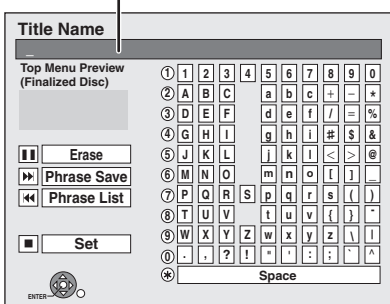 Title Name
_
Top Menu Preview
(Finalized Disc)
① 1 2 3 4 5 6 7 8 9 0
② A B C a b c + − *
③ D E F d e f / = %
④ G H I g h i # $ &
⑤ J K L j k l < > @
⑥ M N O m n o [ ] _
⑦ P Q R S p q r s ( )
⑧ T U V t u v { } ~
⑨ W X Y Z w x y z \ |
⓪ . , ? ! " ' : ; ` ^
✱ Space
Erase
Phrase Save
Phrase List
Set
ENTER